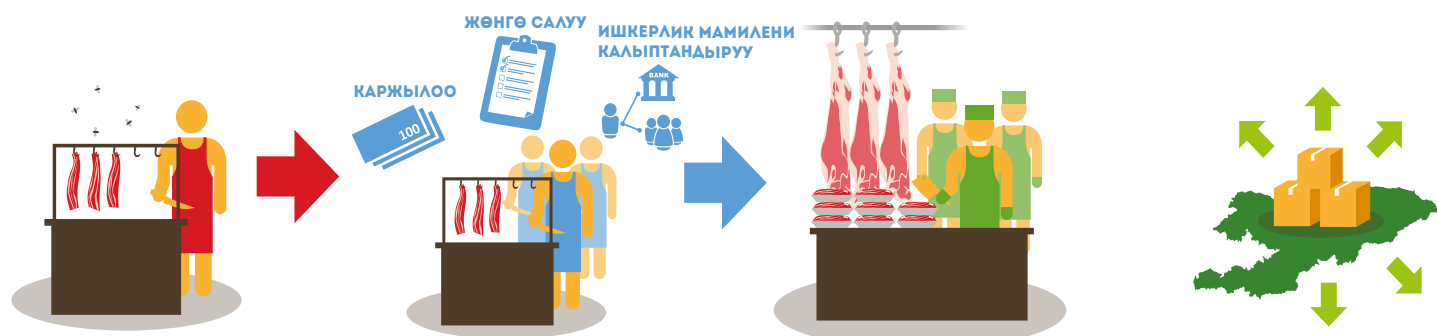 ЖӨНГӨ САЛУУ
ИШКЕРЛИК МАМИЛЕНИ
КАЛЫПТАНДЫРУУ
BANK
КАРЖЫЛОО
100